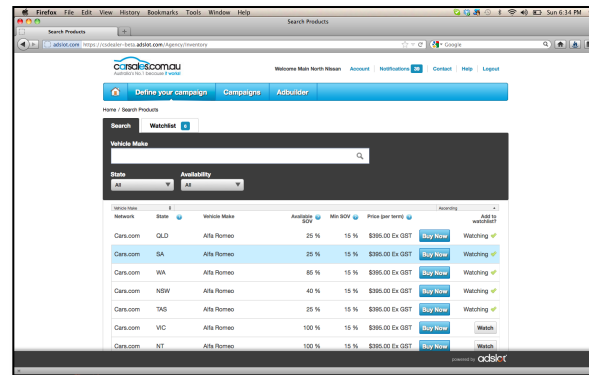 Firefox File Edit View History Bookmarks Tools Window Help Sun 6:34 PM
Search Products
Search Products
adslot.com https://csdealer-beta.adslot.com/Agency/Inventory Google
carsales.com.au
Australia's No. 1 because it works!
Welcome Main North Nissan Account Notifications 30 Contact Help Logout
Define your campaign Campaigns Adbuilder
Home / Search Products
Search Watchlist 6
Vehicle Make
State Availability
All All
Vehicle Make Ascending
Network State Vehicle Make Available SOV Min SOV Price (per term) Add to watchlist?
Cars.com QLD Alfa Romeo 25 % 15 % $395.00 Ex GST Buy Now Watching
Cars.com SA Alfa Romeo 25 % 15 % $395.00 Ex GST Buy Now Watching
Cars.com WA Alfa Romeo 85 % 15 % $395.00 Ex GST Buy Now Watching
Cars.com NSW Alfa Romeo 40 % 15 % $395.00 Ex GST Buy Now Watching
Cars.com TAS Alfa Romeo 25 % 15 % $395.00 Ex GST Buy Now Watching
Cars.com VIC Alfa Romeo 100 % 15 % $395.00 Ex GST Buy Now Watch
Cars.com NT Alfa Romeo 100 % 15 % $395.00 Ex GST Buy Now Watch
powered by adslot